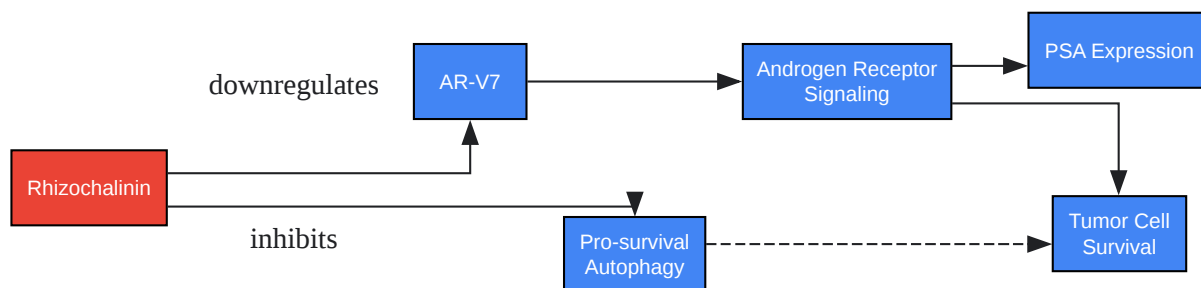 PSA Expression
downregulates
AR-V7
Androgen Receptor
Signaling
Rhizochalinin
inhibits
Pro-survival
Autophagy
Tumor Cell
Survival